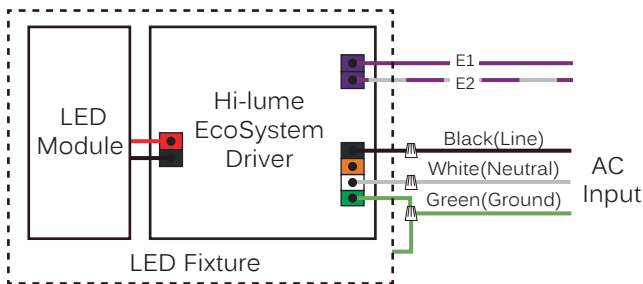 LED
Module
Hi-lume
EcoSystem
Driver
E1
E2
Black(Line)
White(Neutral)
Green(Ground)
AC
Input
LED Fixture